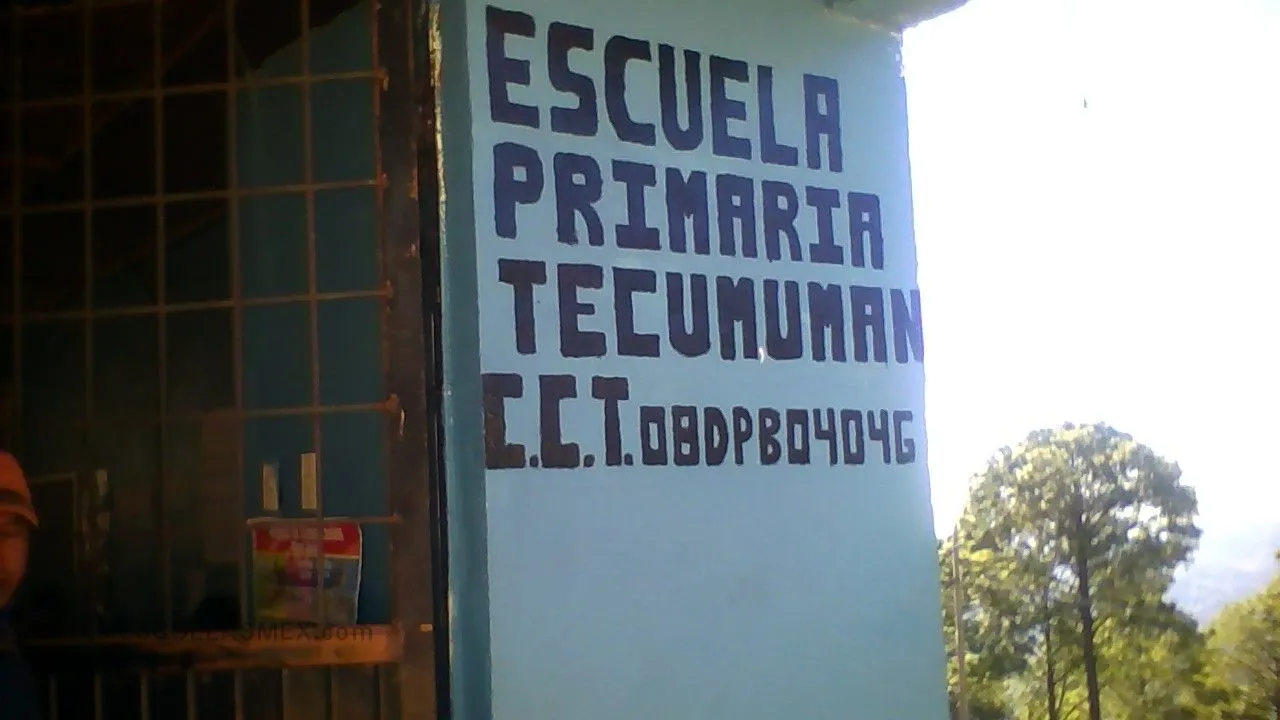 ESCUELA
PRIMARIA
TECUMUMAN
C.C.T.08DPB0404G